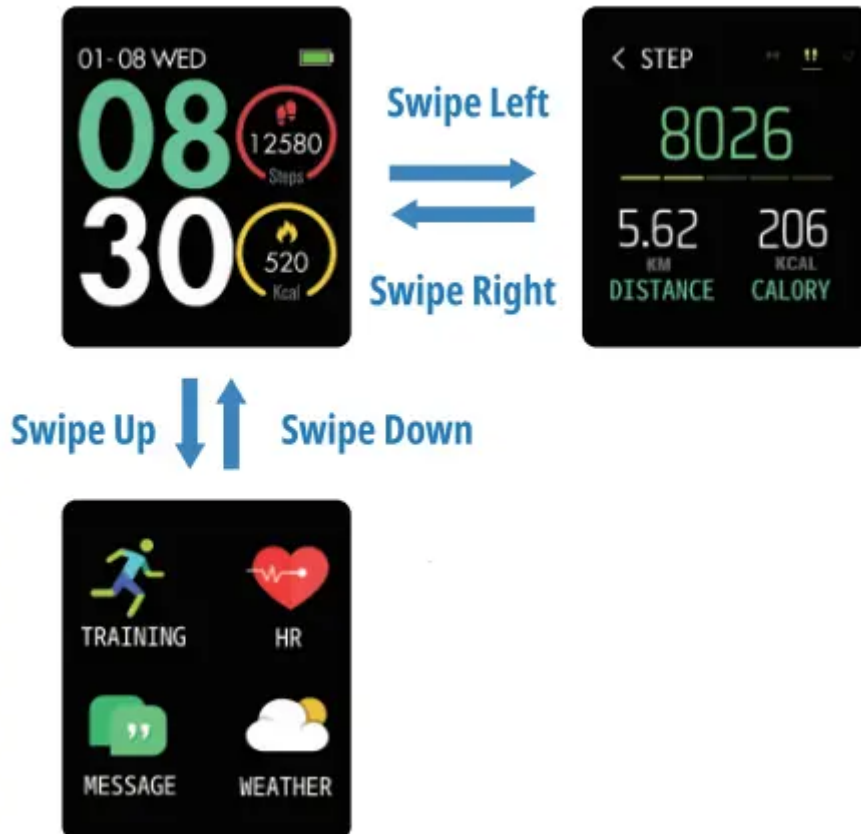 01-08 WED
08
12580
Steps
30
520
Kcal
Swipe Left
Swipe Right
< STEP
8026
5.62
206
KM
KCAL
DISTANCE
CALORY
Swipe Up
Swipe Down
TRAINING
HR
MESSAGE
WEATHER